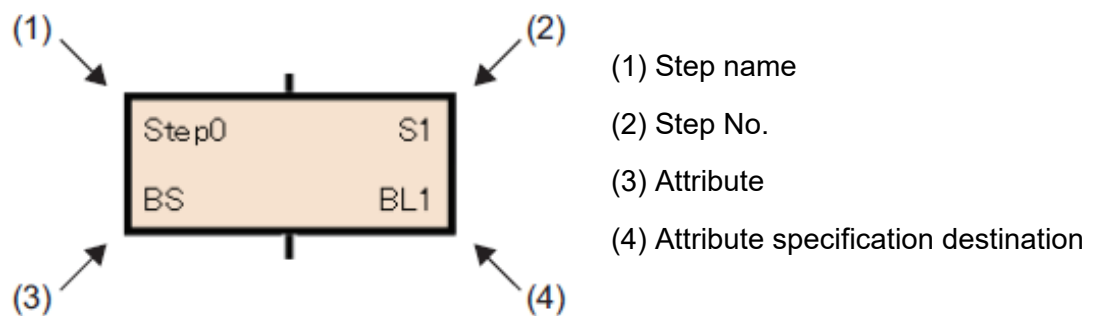 (1)
(2)
Step0 S1
BS BL1
(3)
(4)
(1) Step name
(2) Step No.
(3) Attribute
(4) Attribute specification destination